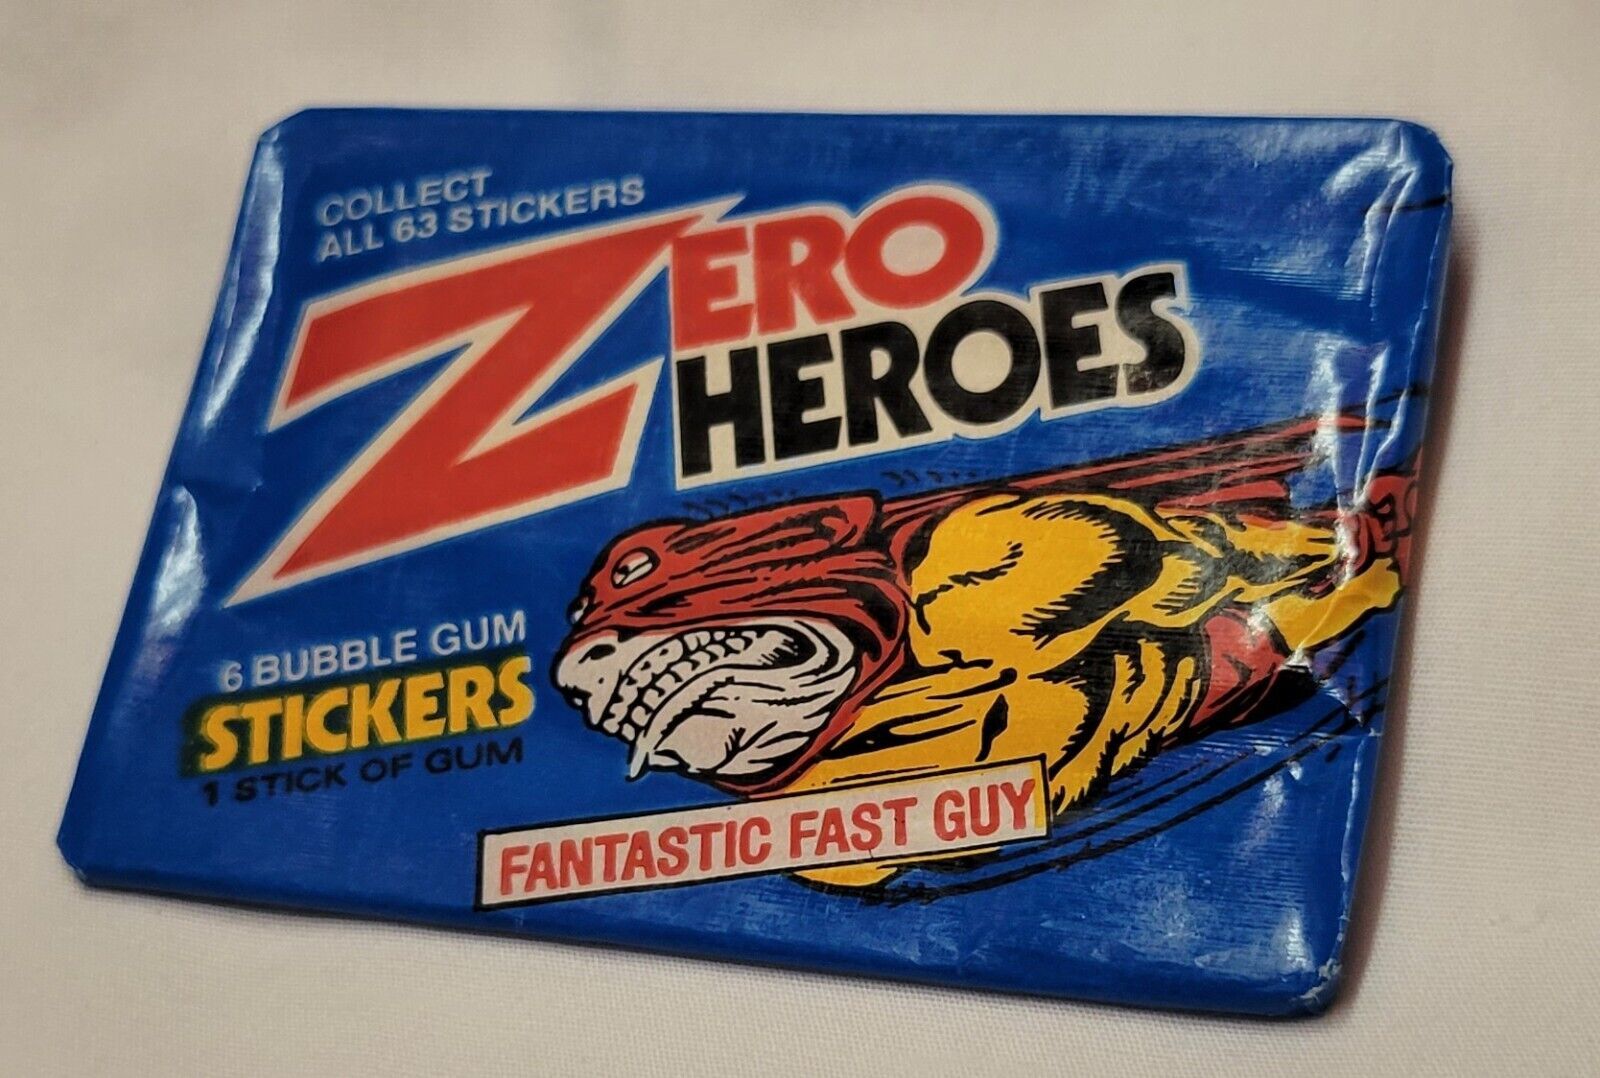 COLLECT
ALL 63 STICKERS
ZERO
HEROES
6 BUBBLE GUM
STICKERS
1 STICK OF GUM
FANTASTIC FAST GUY